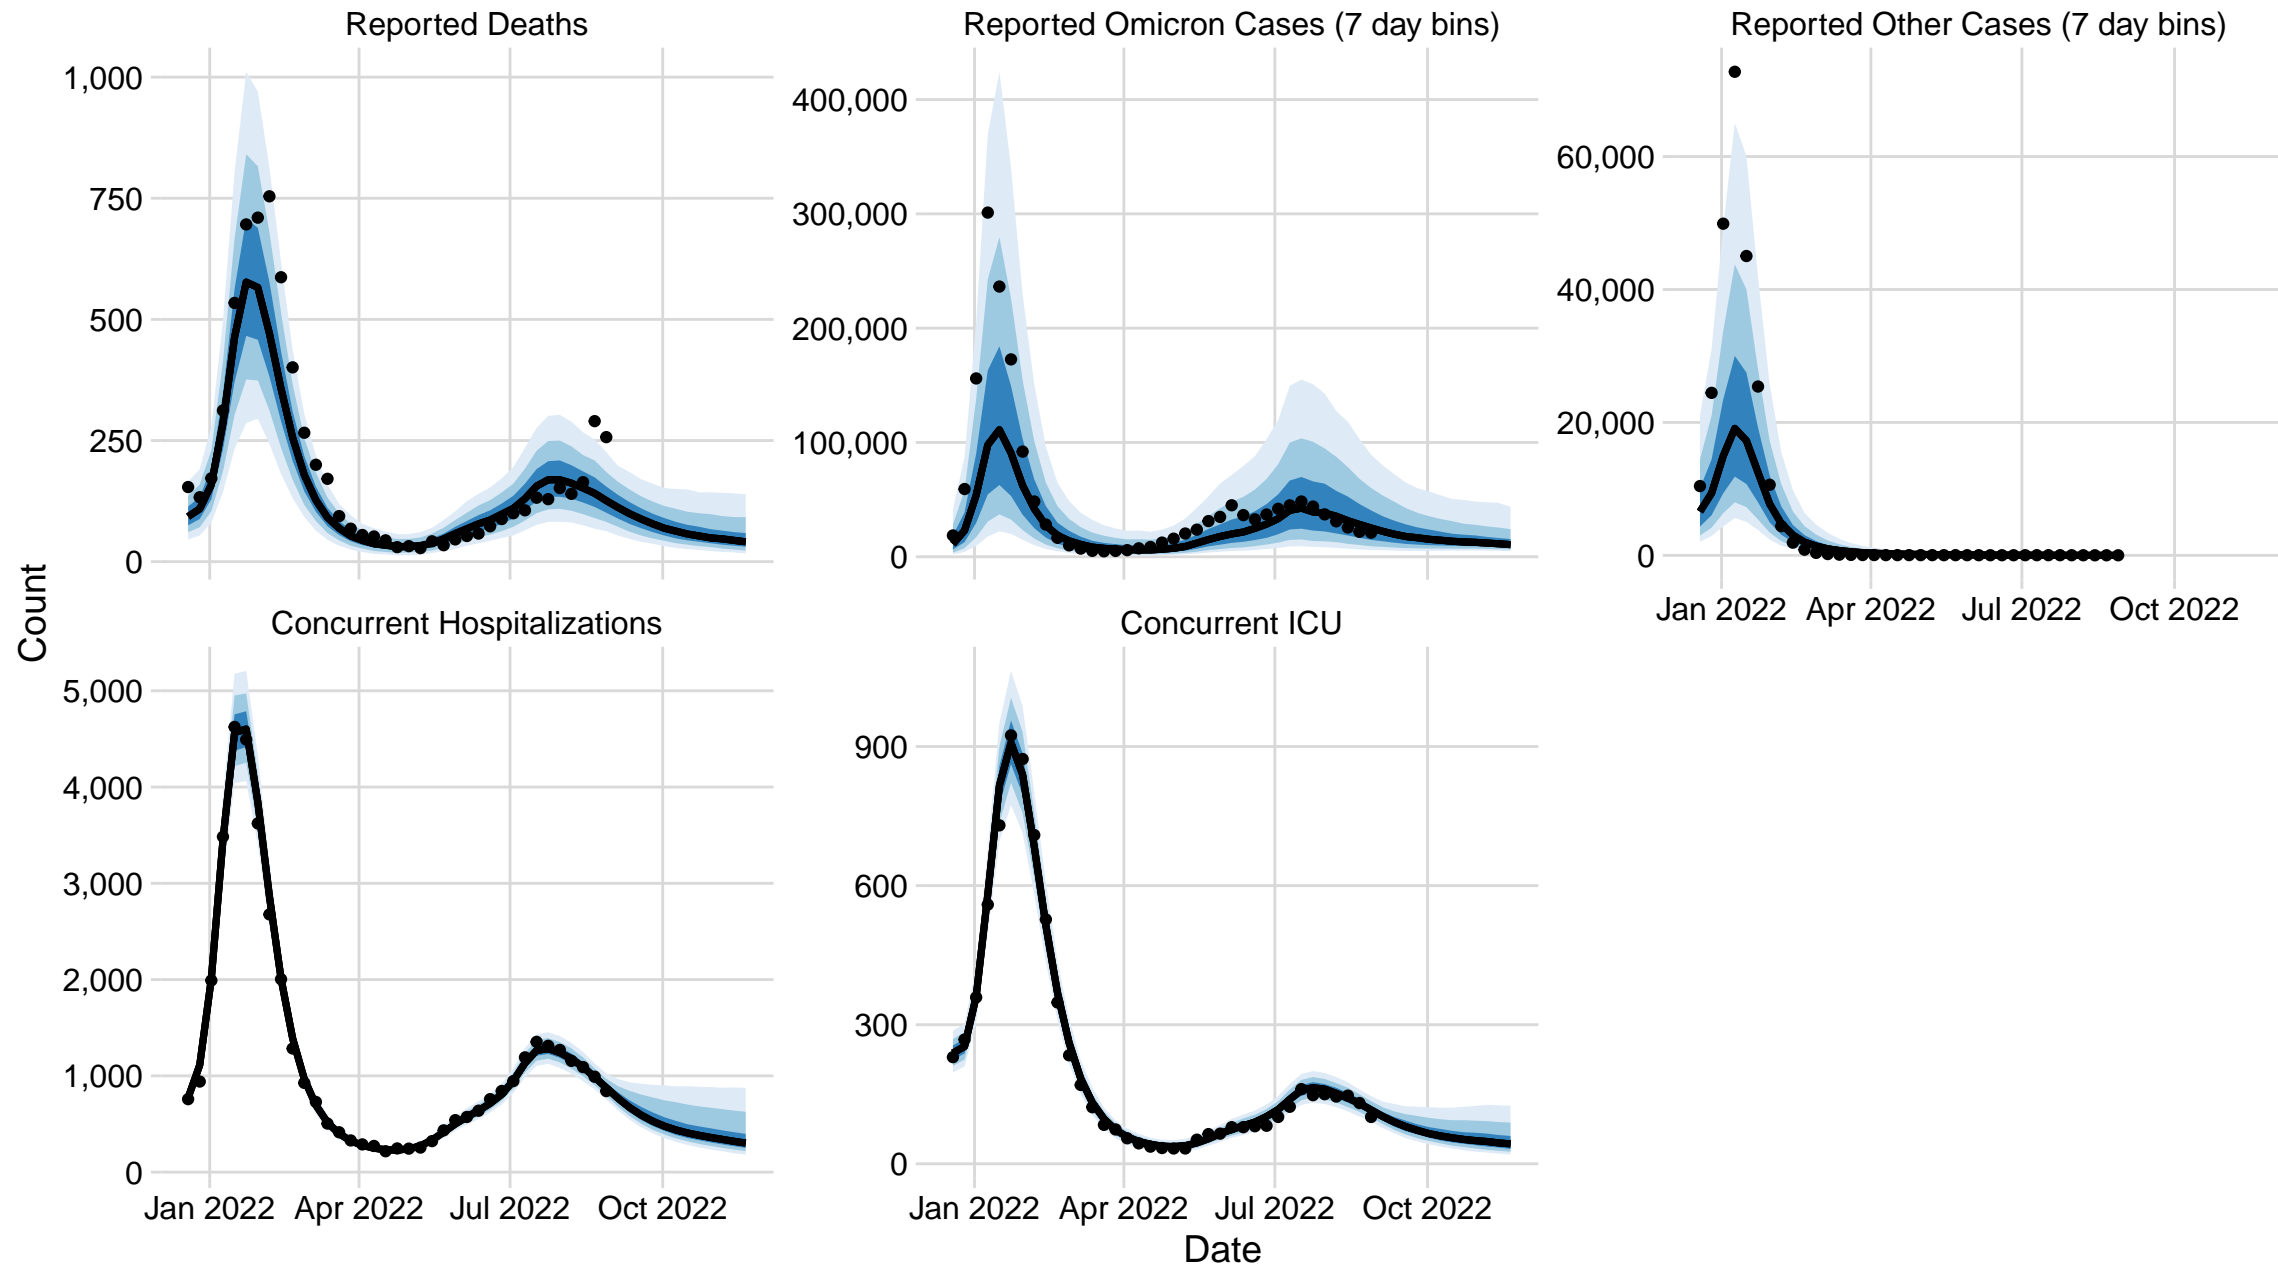 Reported Deaths
Reported Omicron Cases (7 day bins)
Reported Other Cases (7 day bins)
1,000
750
500
250
0
400,000
300,000
200,000
100,000
0
60,000
40,000
20,000
0
Jan 2022 Apr 2022 Jul 2022 Oct 2022
Count
Concurrent Hospitalizations
Concurrent ICU
5,000
4,000
3,000
2,000
1,000
0
900
600
300
0
Jan 2022 Apr 2022 Jul 2022 Oct 2022
Jan 2022 Apr 2022 Jul 2022 Oct 2022
Date